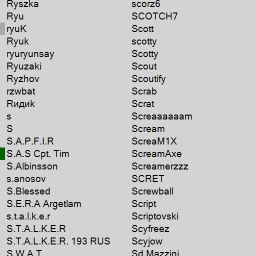 Ryszka
Ryu
ryuK
Ryuk
ryuryunsay
Ryuzaki
Ryzhov
rzwbat
Rидик
s
S
S.A.P.F.I.R
S.A.S Cpt. Tim
S.Albinsson
s.anosov
S.Blessed
S.E.R.A Argetlam
s.t.a.l.k.e.r
S.T.A.L.K.E.R
S.T.A.L.K.E.R. 193 RUS
S.W.A.T
scorz6
SCOTCH7
Scott
scotty
Scotty
Scout
Scoutify
Scrab
Scrat
Screaaaaaam
Scream
ScreaM1X
ScreamAxe
Screamerzzz
SCRET
Screwball
Script
Scriptovski
Scyfreez
Scyjow
Sd.Mazzini